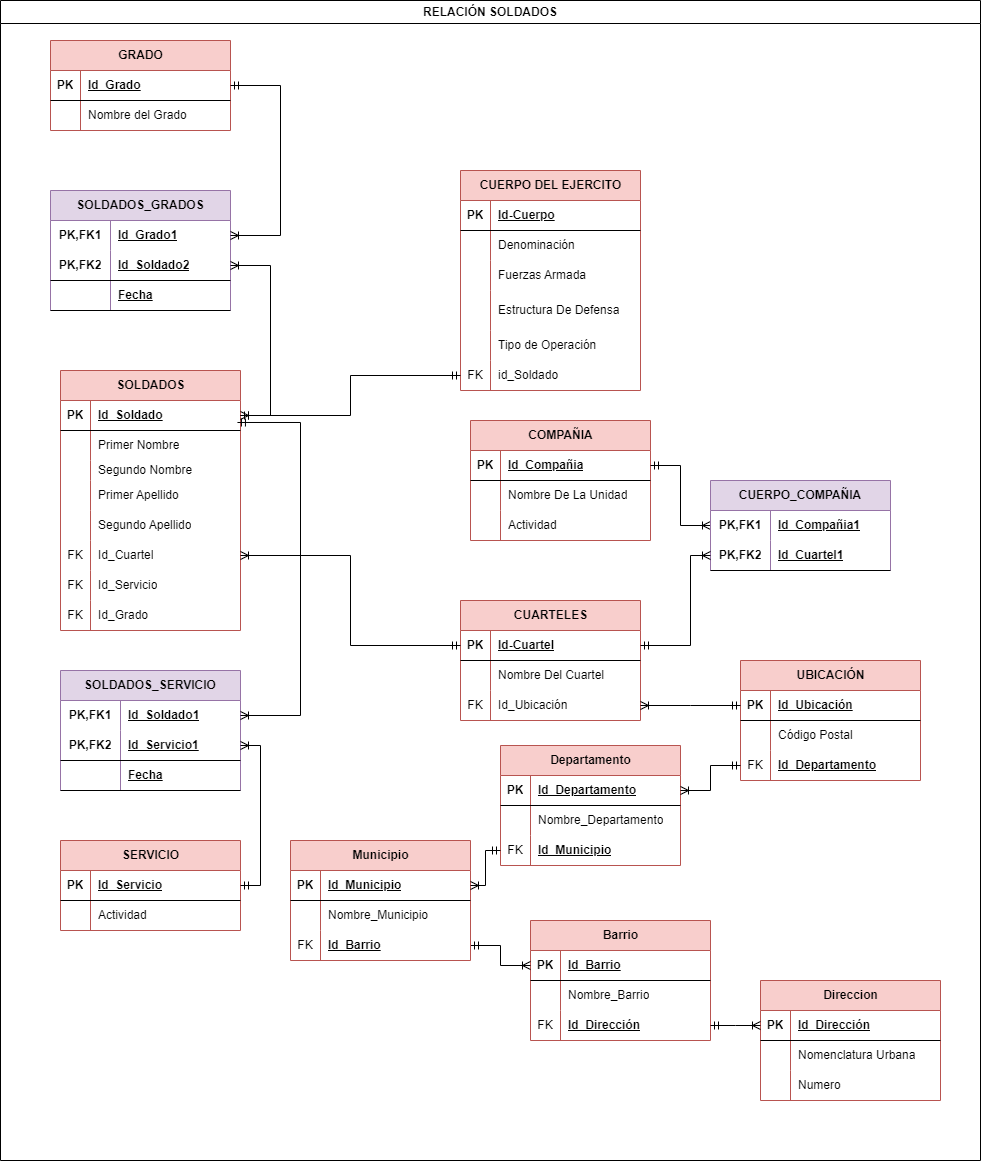 RELACIÓN SOLDADOS
GRADO
PK Id_Grado
Nombre del Grado
SOLDADOS_GRADOS
PK,FK1 Id_Grado1
PK,FK2 Id_Soldado2
Fecha
CUERPO DEL EJERCITO
PK Id-Cuerpo
Denominación
Fuerzas Armada
Estructura De Defensa
Tipo de Operación
FK id_Soldado
SOLDADOS
PK Id_Soldado
Primer Nombre
Segundo Nombre
Primer Apellido
Segundo Apellido
FK Id_Cuartel
FK Id_Servicio
FK Id_Grado
COMPAÑIA
PK Id_Compañia
Nombre De La Unidad
Actividad
CUERPO_COMPAÑIA
PK,FK1 Id_Compañia1
PK,FK2 Id_Cuartel1
CUARTELES
PK Id-Cuartel
Nombre Del Cuartel
FK Id_Ubicación
SOLDADOS_SERVICIO
PK,FK1 Id_Soldado1
PK,FK2 Id_Servicio1
Fecha
UBICACIÓN
PK Id_Ubicación
Código Postal
FK Id_Departamento
Departamento
PK Id_Departamento
Nombre_Departamento
FK Id_Municipio
SERVICIO
PK Id_Servicio
Actividad
Municipio
PK Id_Municipio
Nombre_Municipio
FK Id_Barrio
Barrio
PK Id_Barrio
Nombre_Barrio
FK Id_Dirección
Direccion
PK Id_Dirección
Nomenclatura Urbana
Numero